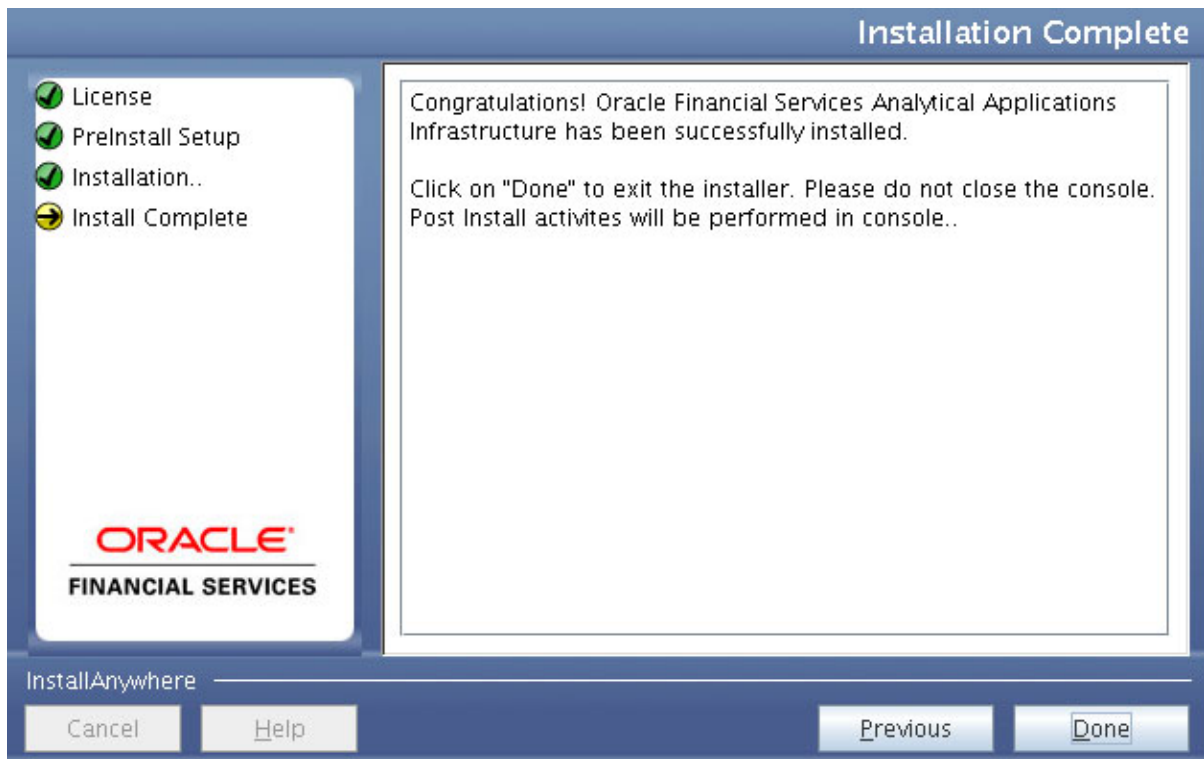 Installation Complete
License
PreInstall Setup
Installation..
Install Complete
ORACLE
FINANCIAL SERVICES
Congratulations! Oracle Financial Services Analytical Applications
Infrastructure has been successfully installed.
Click on "Done" to exit the installer. Please do not close the console.
Post Install activites will be performed in console..
InstallAnywhere
Cancel
Help
Previous
Done